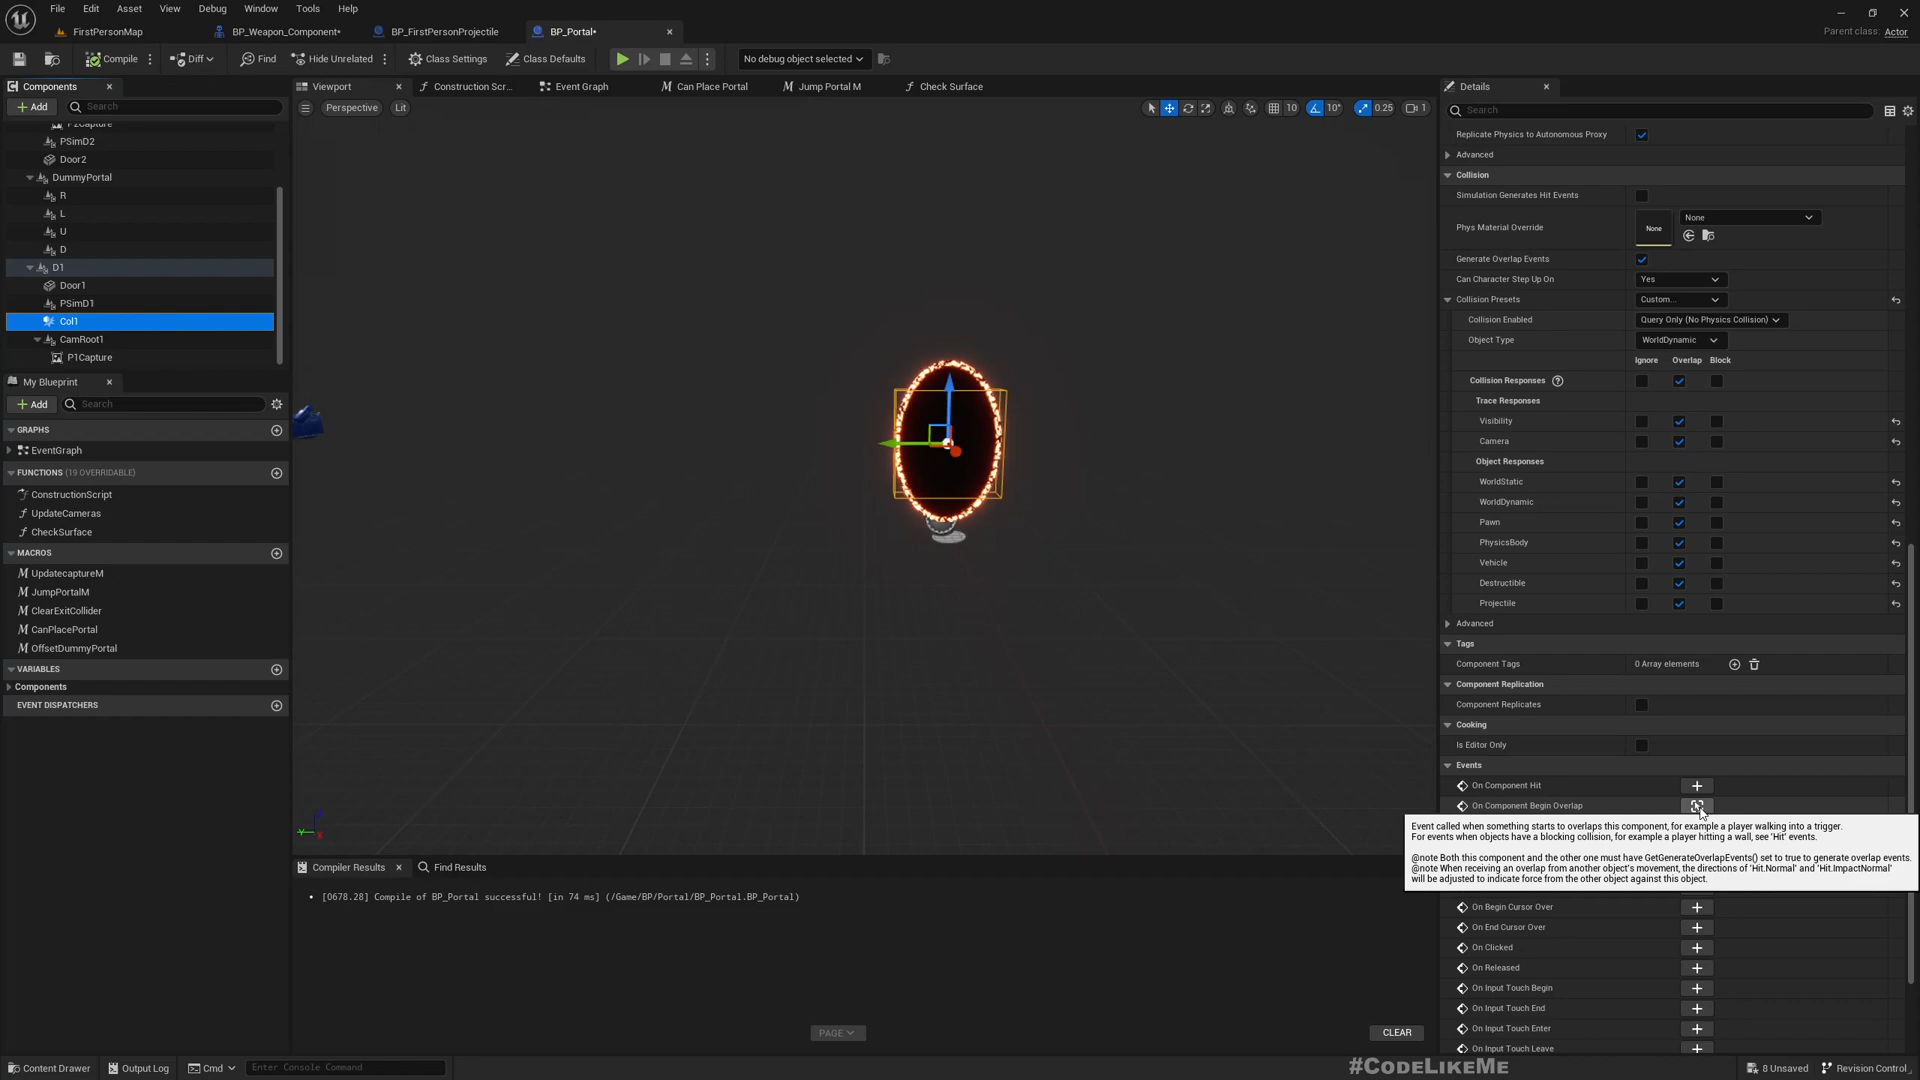 File Edit Asset View Debug Window Tools Help
FirstPersonMap BP_Weapon_Component* BP_FirstPersonProjectile BP_Portal*
Parent class: Actor
Compile Diff Find Hide Unrelated Class Settings Class Defaults No debug object selected
Components
Viewport Construction Scr... Event Graph Can Place Portal Jump Portal M Check Surface
Details
Add Search
Perspective Lit
10 10° 0.25 1
Search
P2Capture
PSimD2
Door2
DummyPortal
R
L
U
D
D1
Door1
PSimD1
Col1
CamRoot1
P1Capture
My Blueprint
Add Search
GRAPHS
EventGraph
FUNCTIONS (19 OVERRIDABLE)
ConstructionScript
UpdateCameras
CheckSurface
MACROS
UpdatecaptureM
JumpPortalM
ClearExitCollider
CanPlacePortal
OffsetDummyPortal
VARIABLES
Components
EVENT DISPATCHERS
Compiler Results Find Results
[0678.28] Compile of BP_Portal successful! [in 74 ms] (/Game/BP/Portal/BP_Portal.BP_Portal)
PAGE
CLEAR
Replicate Physics to Autonomous Proxy
Advanced
Collision
Simulation Generates Hit Events
Phys Material Override None None
Generate Overlap Events
Can Character Step Up On Yes
Collision Presets Custom...
Collision Enabled Query Only (No Physics Collision)
Object Type WorldDynamic
Ignore Overlap Block
Collision Responses
Trace Responses
Visibility
Camera
Object Responses
WorldStatic
WorldDynamic
Pawn
PhysicsBody
Vehicle
Destructible
Projectile
Advanced
Tags
Component Tags 0 Array elements
Component Replication
Component Replicates
Cooking
Is Editor Only
Events
On Component Hit
On Component Begin Overlap
Event called when something starts to overlaps this component, for example a player walking into a trigger.
For events when objects have a blocking collision, for example a player hitting a wall, see 'Hit' events.
@note Both this component and the other one must have GetGenerateOverlapEvents() set to true to generate overlap events.
@note When receiving an overlap from another object's movement, the directions of 'Hit.Normal' and 'Hit.ImpactNormal'
will be adjusted to indicate force from the other object against this object.
On Begin Cursor Over
On End Cursor Over
On Clicked
On Released
On Input Touch Begin
On Input Touch End
On Input Touch Enter
On Input Touch Leave
Content Drawer Output Log Cmd Enter Console Command
#CODELIKEME
8 Unsaved Revision Control